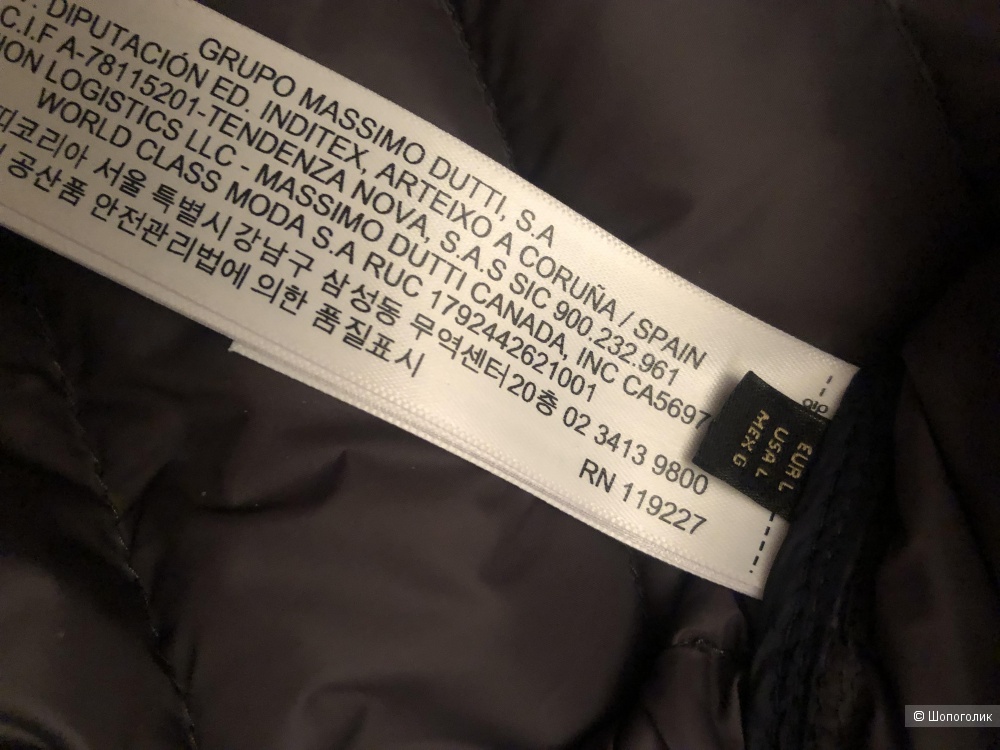 GRUPO MASSIMO DUTTI, S.A
. DIPUTACIÓN ED. INDITEX, ARTEIXO A CORUÑA / SPAIN
C.I.F A-78115201-TENDENZA NOVA, S.A.S SIC 900.232.961
ION LOGISTICS LLC - MASSIMO DUTTI CANADA, INC CA5697
WORLD CLASS MODA S.A RUC 1792442621001
띠코리아 서울 특별시 강남구 삼성동 무역센터20층 02 3413 9800
공산품 안전관리법에 의한 품질표시
RN 119227
EUR L
USA L
MEX G
© Шопоголик